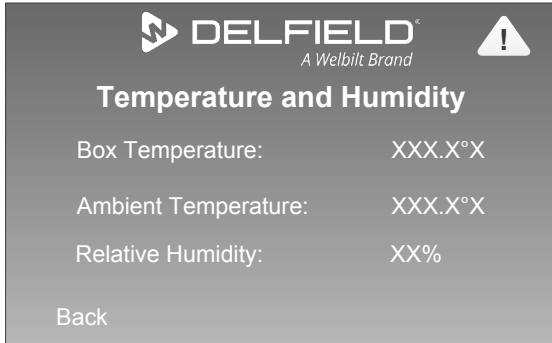 DELFIELD®
A Welbilt Brand
!
Temperature and Humidity
Box Temperature: XXX.X°X
Ambient Temperature: XXX.X°X
Relative Humidity: XX%
Back